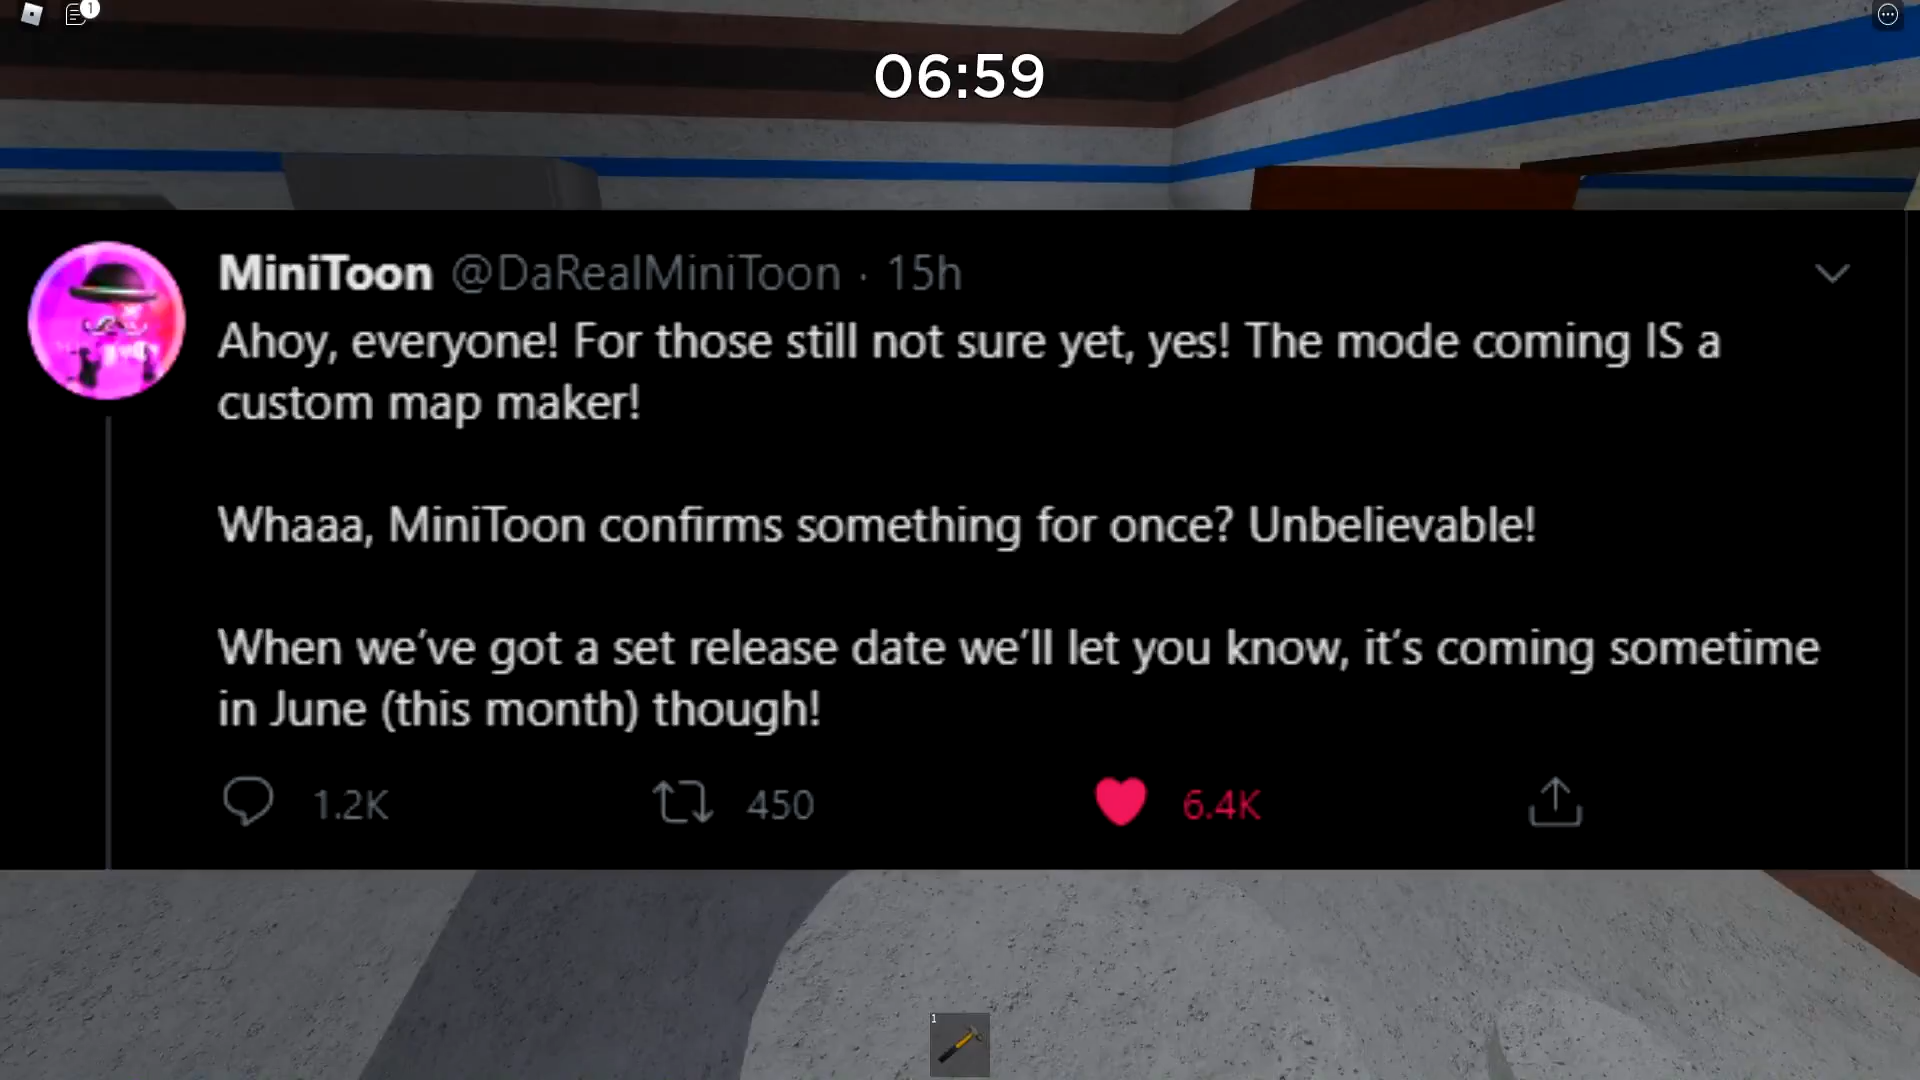 1
06:59
MiniToon @DaRealMiniToon · 15h
Ahoy, everyone! For those still not sure yet, yes! The mode coming IS a
custom map maker!
Whaaa, MiniToon confirms something for once? Unbelievable!
When we’ve got a set release date we’ll let you know, it’s coming sometime
in June (this month) though!
1.2K 450 6.4K
1